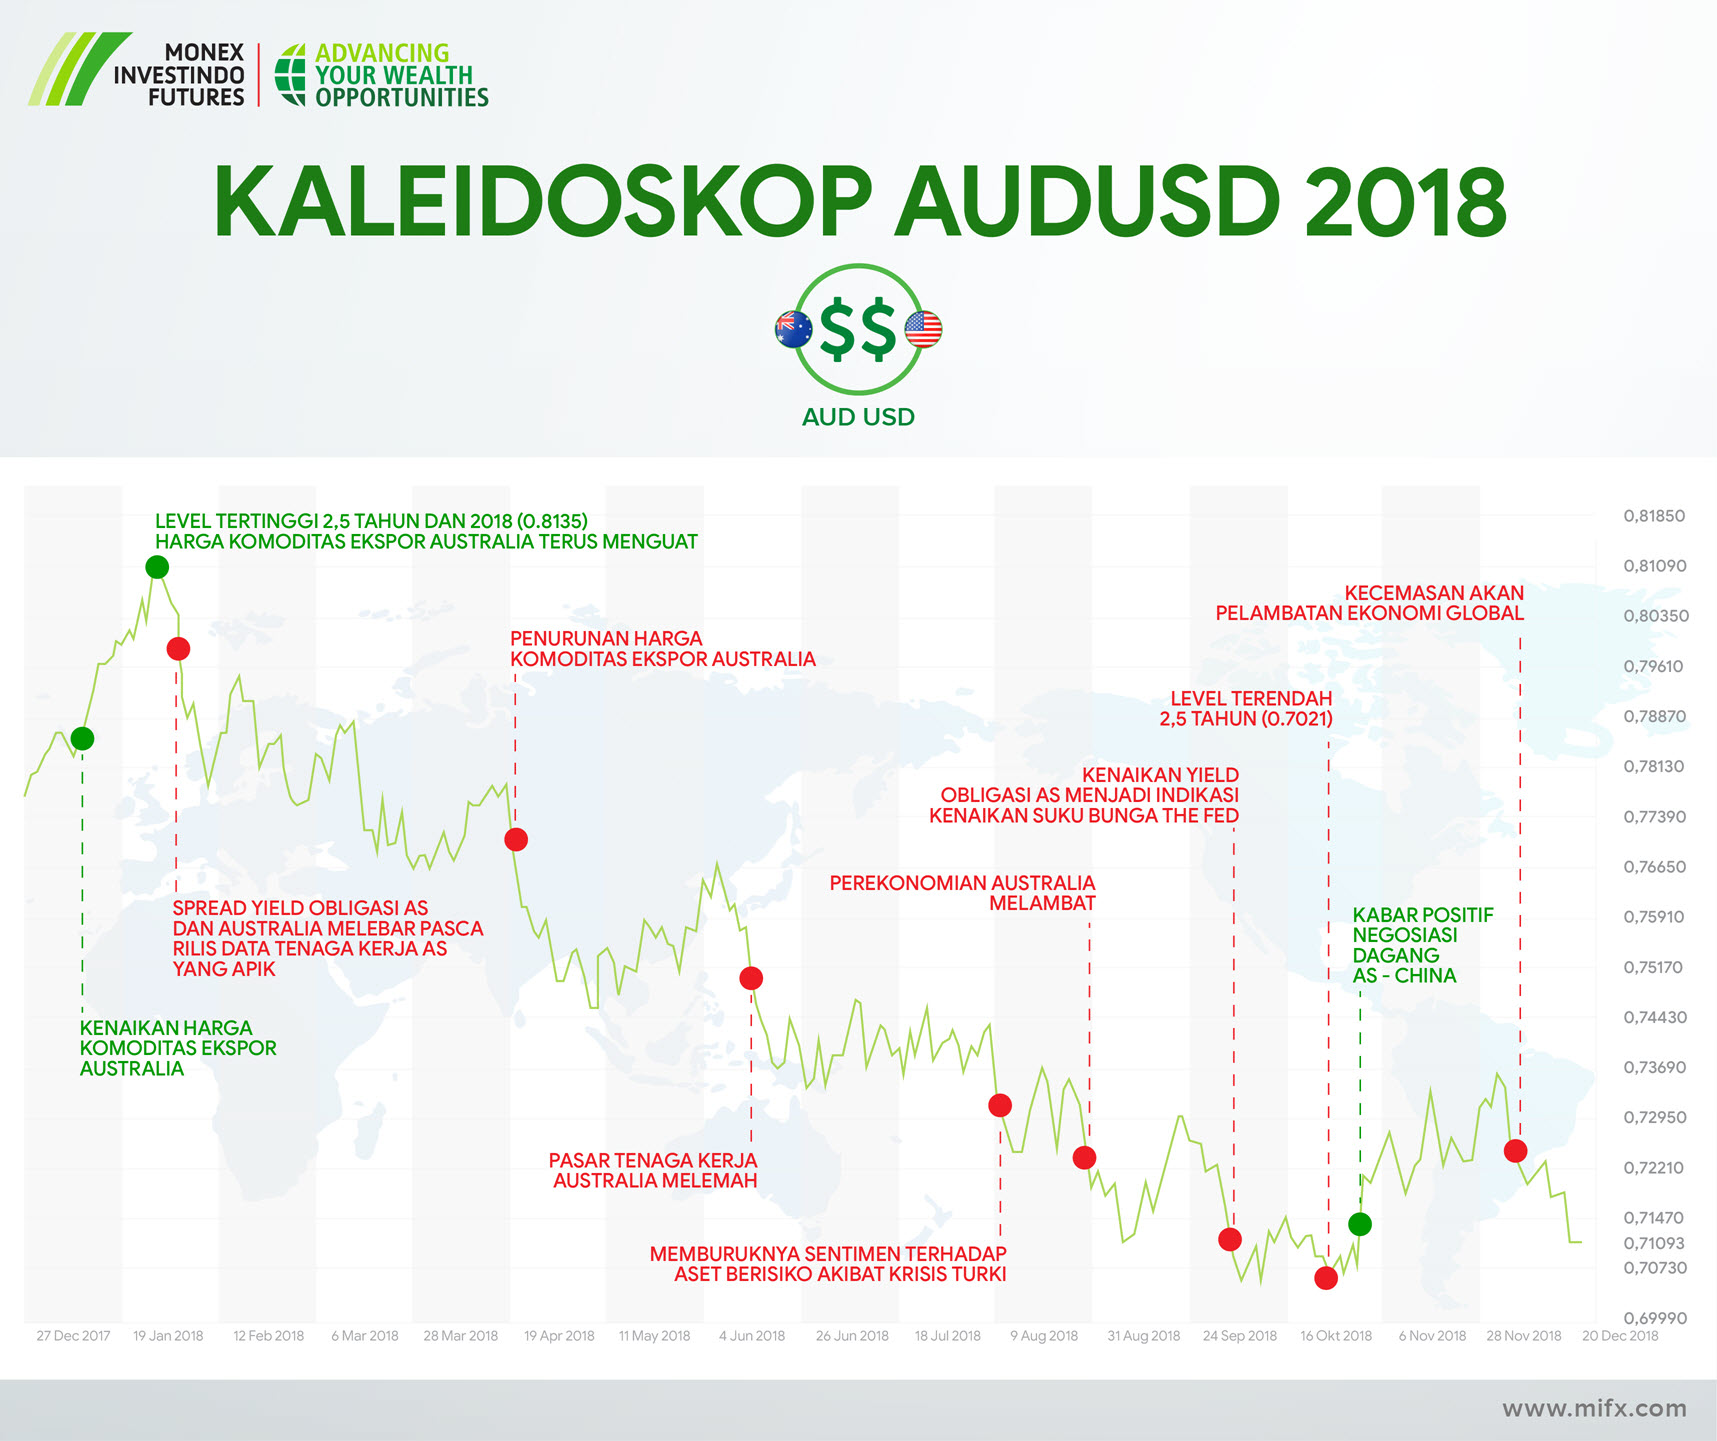 MONEX
INVESTINDO
FUTURES
ADVANCING
YOUR WEALTH
OPPORTUNITIES
KALEIDOSKOP AUDUSD 2018
$$
AUD USD
LEVEL TERTINGGI 2,5 TAHUN DAN 2018 (0.8135)
HARGA KOMODITAS EKSPOR AUSTRALIA TERUS MENGUAT
PENURUNAN HARGA
KOMODITAS EKSPOR AUSTRALIA
KECEMASAN AKAN
PELAMBATAN EKONOMI GLOBAL
LEVEL TERENDAH
2,5 TAHUN (0.7021)
KENAIKAN YIELD
OBLIGASI AS MENJADI INDIKASI
KENAIKAN SUKU BUNGA THE FED
PEREKONOMIAN AUSTRALIA
MELAMBAT
SPREAD YIELD OBLIGASI AS
DAN AUSTRALIA MELEBAR PASCA
RILIS DATA TENAGA KERJA AS
YANG APIK
KABAR POSITIF
NEGOSIASI
DAGANG
AS - CHINA
KENAIKAN HARGA
KOMODITAS EKSPOR
AUSTRALIA
PASAR TENAGA KERJA
AUSTRALIA MELEMAH
MEMBURUKNYA SENTIMEN TERHADAP
ASET BERISIKO AKIBAT KRISIS TURKI
0,81850
0,81090
0,80350
0,79610
0,78870
0,78130
0,77390
0,76650
0,75910
0,75170
0,74430
0,73690
0,72950
0,72210
0,71470
0,71093
0,70730
0,69990
27 Dec 2017
19 Jan 2018
12 Feb 2018
6 Mar 2018
28 Mar 2018
19 Apr 2018
11 May 2018
4 Jun 2018
26 Jun 2018
18 Jul 2018
9 Aug 2018
31 Aug 2018
24 Sep 2018
16 Okt 2018
6 Nov 2018
28 Nov 2018
20 Dec 2018
www.mifx.com